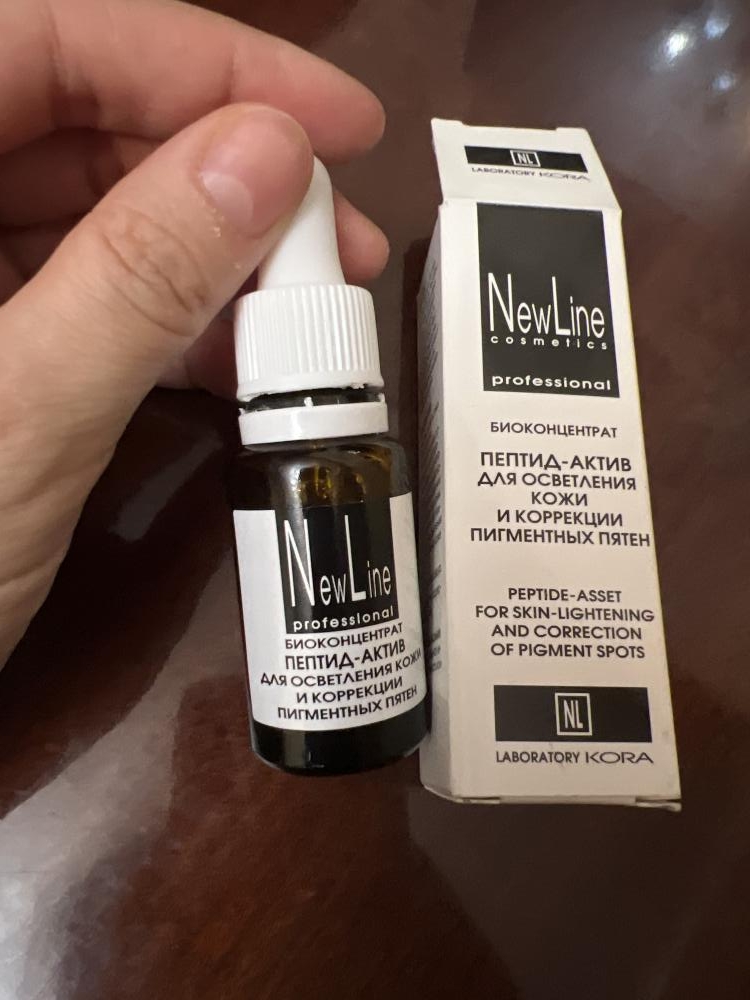 NewLine
professional
БИОКОНЦЕНТРАТ
ПЕПТИД-АКТИВ
ДЛЯ ОСВЕТЛЕНИЯ КОЖИ
И КОРРЕКЦИИ
ПИГМЕНТНЫХ ПЯТЕН
NL
LABORATORY KORA
NewLine
cosmetics
professional
БИОКОНЦЕНТРАТ
ПЕПТИД-АКТИВ
ДЛЯ ОСВЕТЛЕНИЯ
КОЖИ
И КОРРЕКЦИИ
ПИГМЕНТНЫХ ПЯТЕН
PEPTIDE-ASSET
FOR SKIN-LIGHTENING
AND CORRECTION
OF PIGMENT SPOTS
NL
LABORATORY KORA